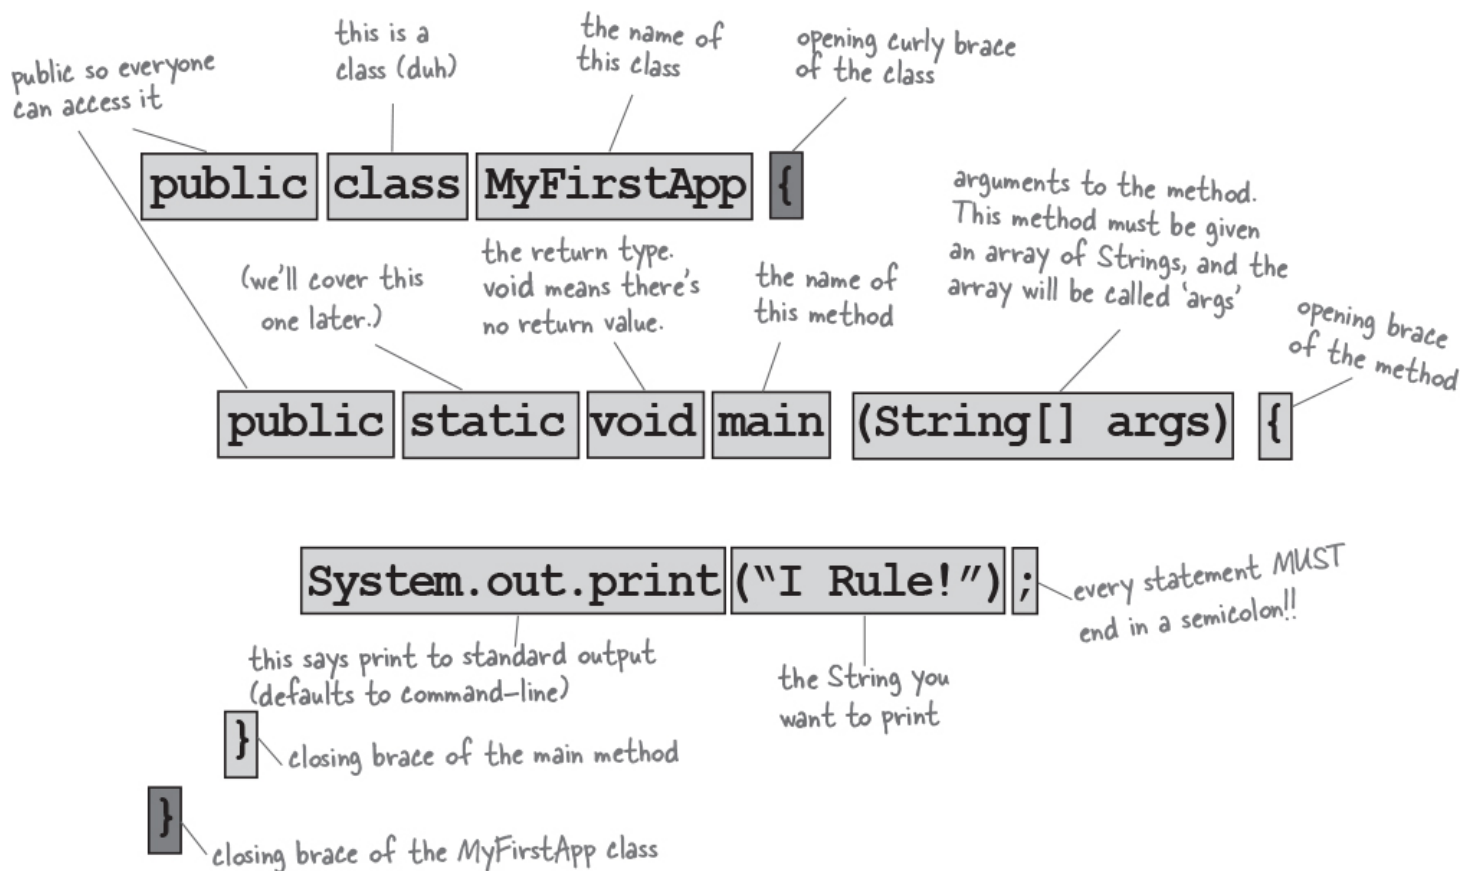 this is a
class (duh)
the name of
this class
opening curly brace
of the class
public so everyone
can access it
public class MyFirstApp {
arguments to the method.
This method must be given
an array of Strings, and the
array will be called 'args'
the return type.
void means there's
no return value.
(we'll cover this
one later.)
the name of
this method
opening brace
of the method
public static void main (String[] args) {
System.out.print(“I Rule!”);
every statement MUST
end in a semicolon!!
this says print to standard output
(defaults to command-line)
the String you
want to print
}
closing brace of the main method
}
closing brace of the MyFirstApp class